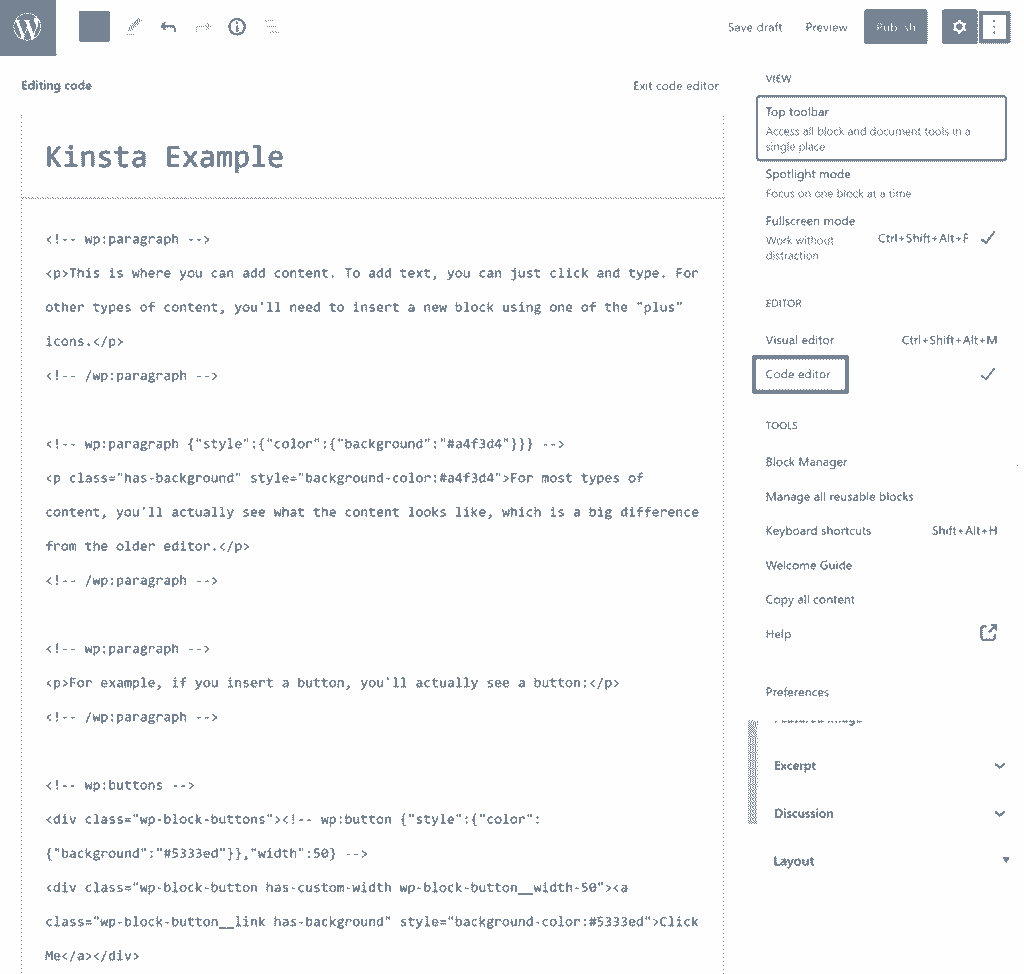 Save draft
Preview
Publish
Editing code
Exit code editor
Kinsta Example
<!-- wp:paragraph -->
<p>This is where you can add content. To add text, you can just click and type. For
other types of content, you'll need to insert a new block using one of the "plus"
icons.</p>
<!-- /wp:paragraph -->
<!-- wp:paragraph {"style":{"color":{"background":"#a4f3d4"}}} -->
<p class="has-background" style="background-color:#a4f3d4">For most types of
content, you'll actually see what the content looks like, which is a big difference
from the older editor.</p>
<!-- /wp:paragraph -->
<!-- wp:paragraph -->
<p>For example, if you insert a button, you'll actually see a button:</p>
<!-- /wp:paragraph -->
<!-- wp:buttons -->
<div class="wp-block-buttons"><!-- wp:button {"style":{"color":
{"background":"#5333ed"}},"width":50} -->
<div class="wp-block-button has-custom-width wp-block-button__width-50"><a
class="wp-block-button__link has-background" style="background-color:#5333ed">Click
Me</a></div>
VIEW
Top toolbar
Access all block and document tools in a
single place
Spotlight mode
Focus on one block at a time
Fullscreen mode
Work without
distraction
Ctrl+Shift+Alt+F
EDITOR
Visual editor
Ctrl+Shift+Alt+M
Code editor
TOOLS
Block Manager
Manage all reusable blocks
Keyboard shortcuts
Shift+Alt+H
Welcome Guide
Copy all content
Help
Preferences
Excerpt
Discussion
Layout